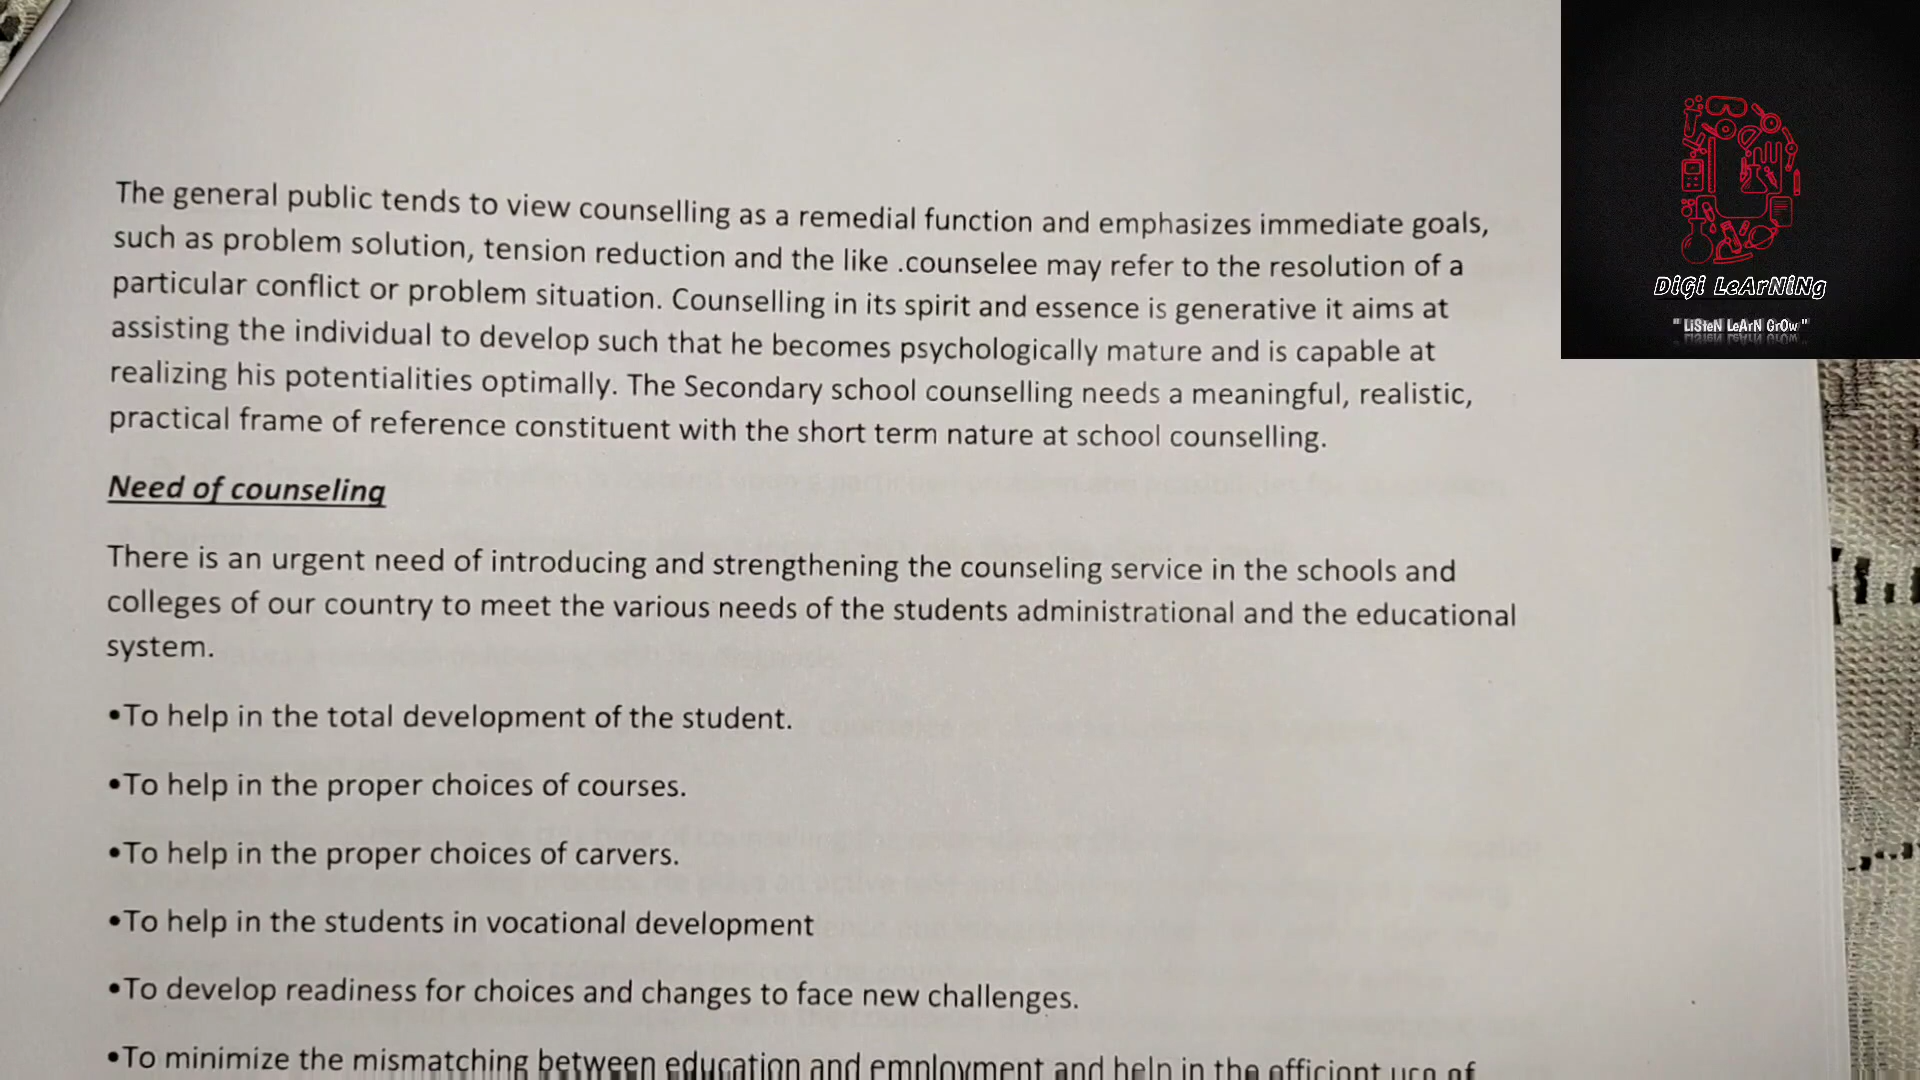 The general public tends to view counselling as a remedial function and emphasizes immediate goals,
such as problem solution, tension reduction and the like .counselee may refer to the resolution of a
particular conflict or problem situation. Counselling in its spirit and essence is generative it aims at
assisting the individual to develop such that he becomes psychologically mature and is capable at
realizing his potentialities optimally. The Secondary school counselling needs a meaningful, realistic,
practical frame of reference constituent with the short term nature at school counselling.
Need of counseling
There is an urgent need of introducing and strengthening the counseling service in the schools and
colleges of our country to meet the various needs of the students administrational and the educational
system.
•To help in the total development of the student.
•To help in the proper choices of courses.
•To help in the proper choices of carvers.
•To help in the students in vocational development
•To develop readiness for choices and changes to face new challenges.
•To minimize the mismatching between education and employment and help in the efficient use of
DiGi LeArNiNg
" LiSteN LeArN GrOw "